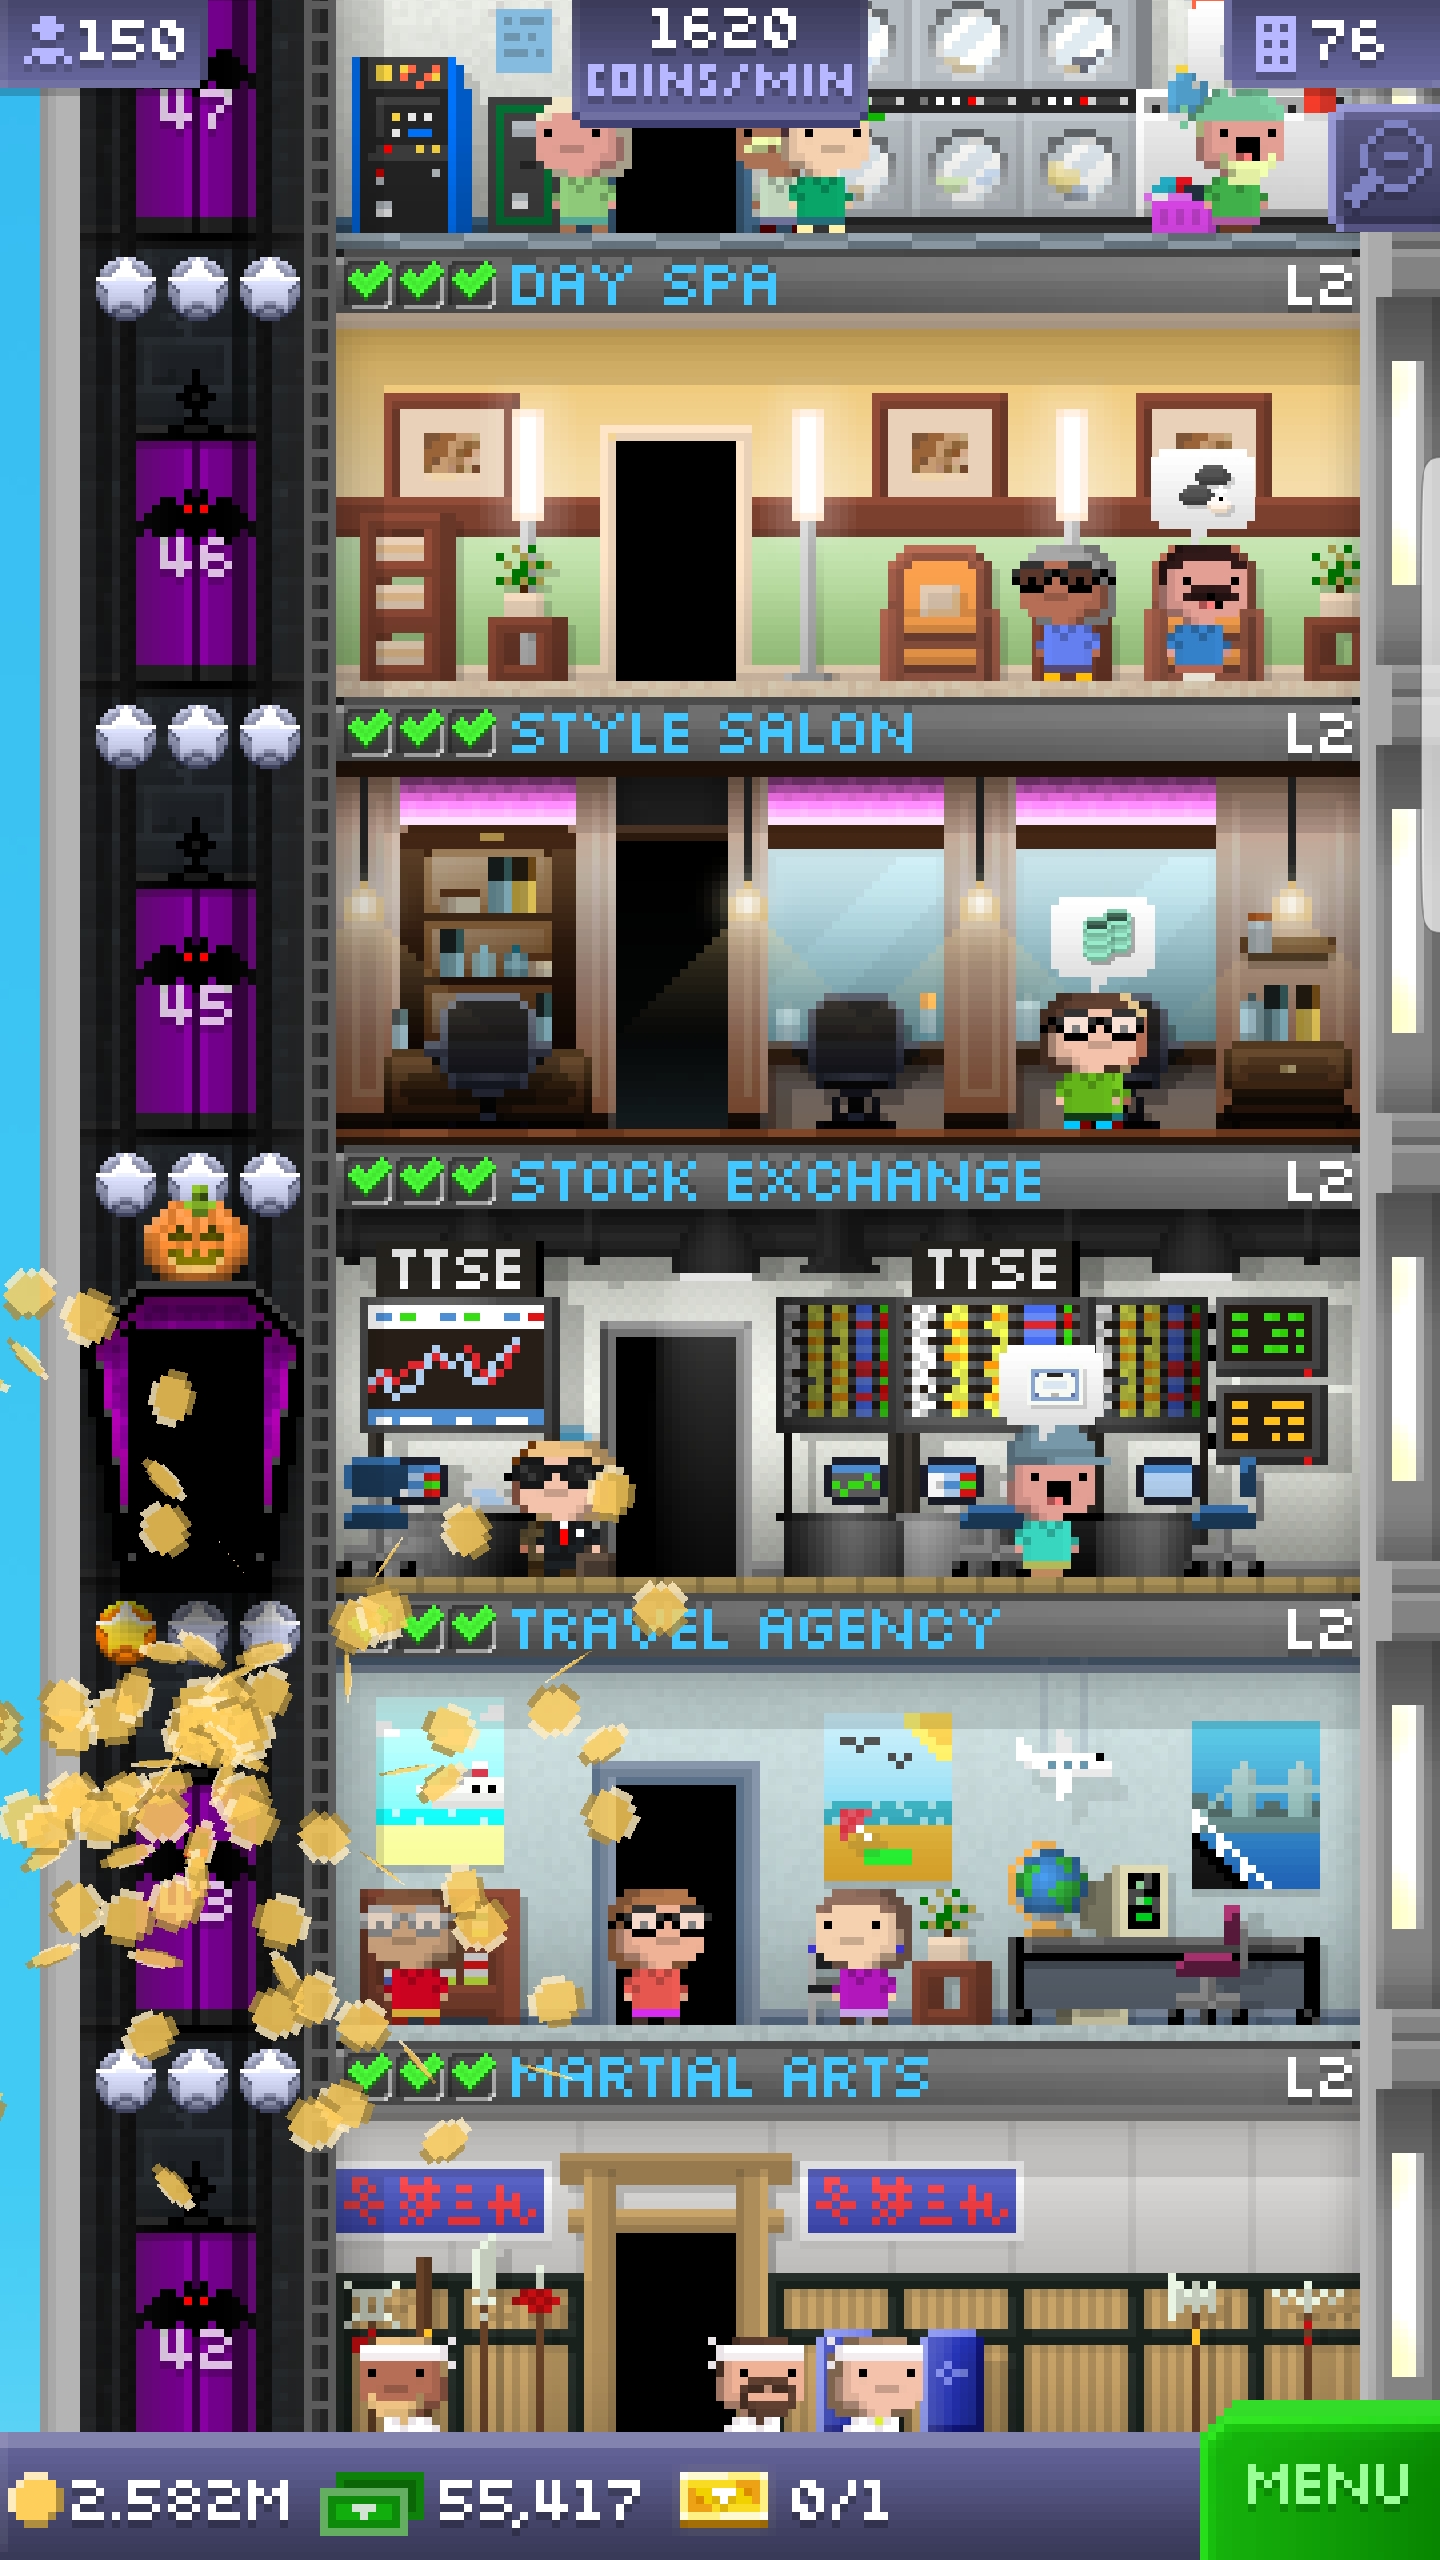 150
1620
COINS/MIN
76
47
DAY SPA L2
46
STYLE SALON L2
45
STOCK EXCHANGE L2
TTSE TTSE
TRAVEL AGENCY L2
MARTIAL ARTS L2
42
2.582M 55,417 0/1
MENU